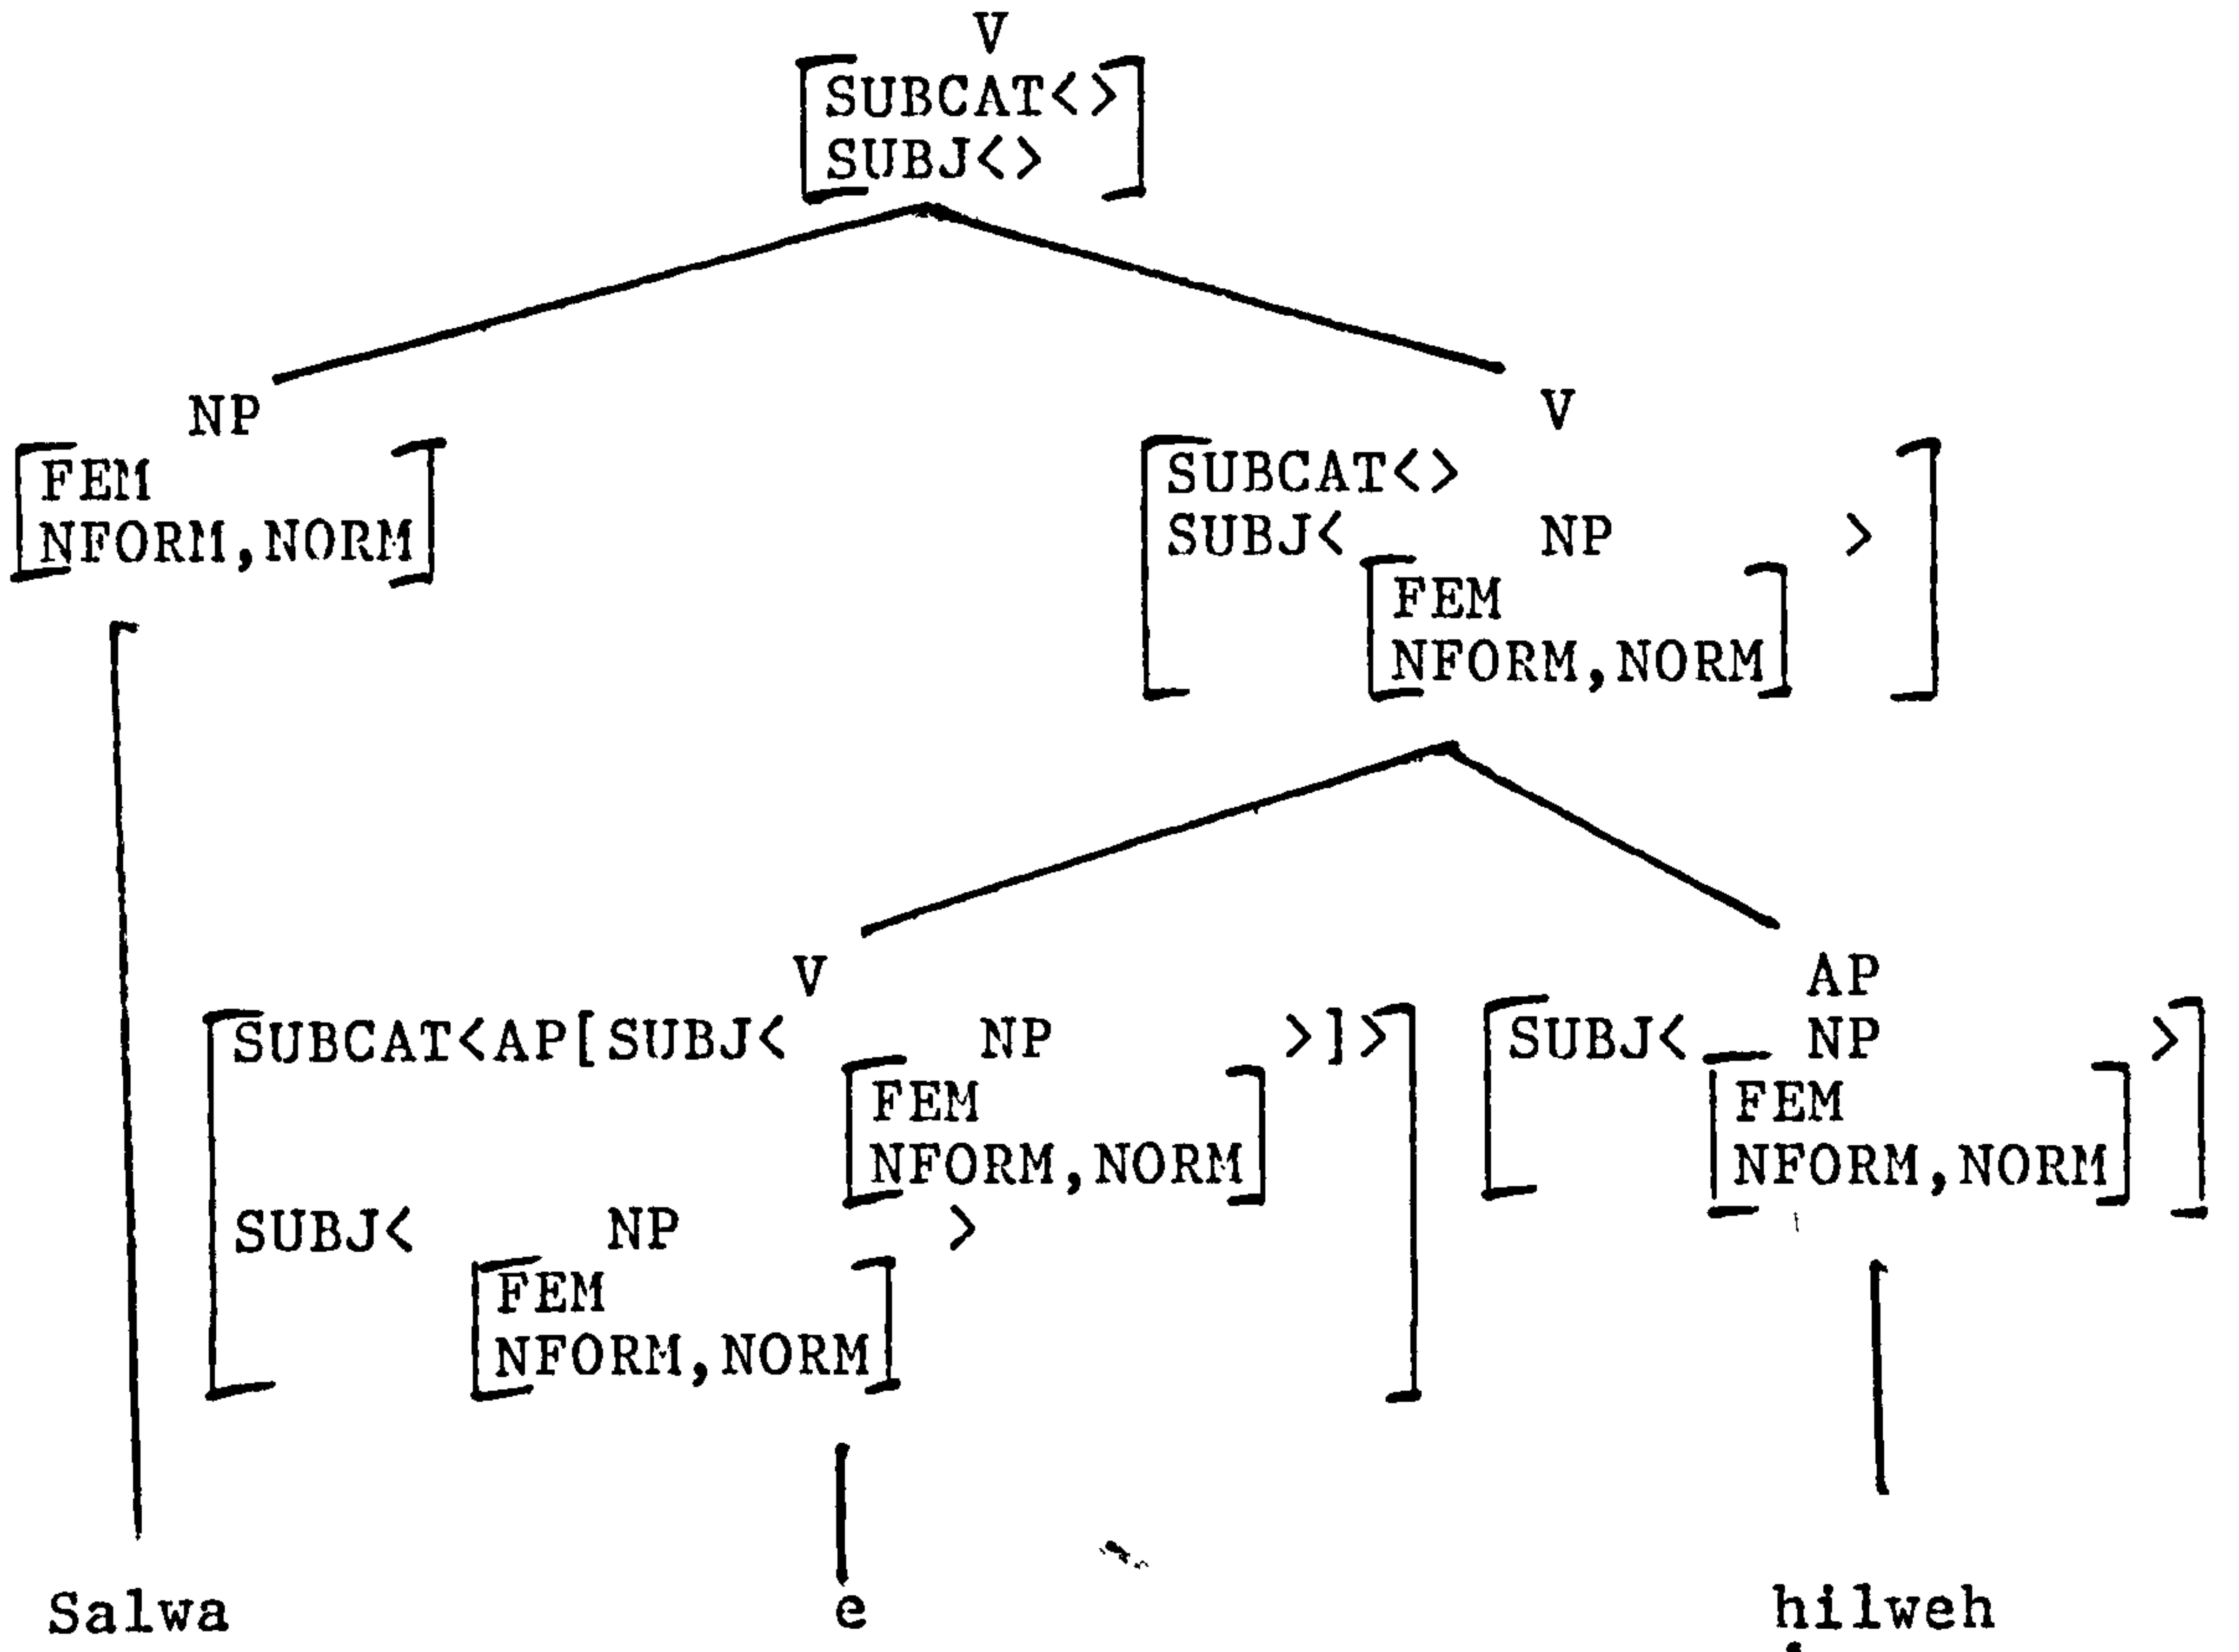 V
SUBCAT<>
SUBJ<>
NP
FEM
NFORM,NORM
V
SUBCAT<>
SUBJ< NP >
FEM
NFORM,NORM
V
SUBCAT<AP[SUBJ< NP >]>
FEM
NFORM,NORM
SUBJ< NP >
FEM
NFORM,NORM
AP
SUBJ< NP >
FEM
NFORM,NORM
Salwa e ḥilweh